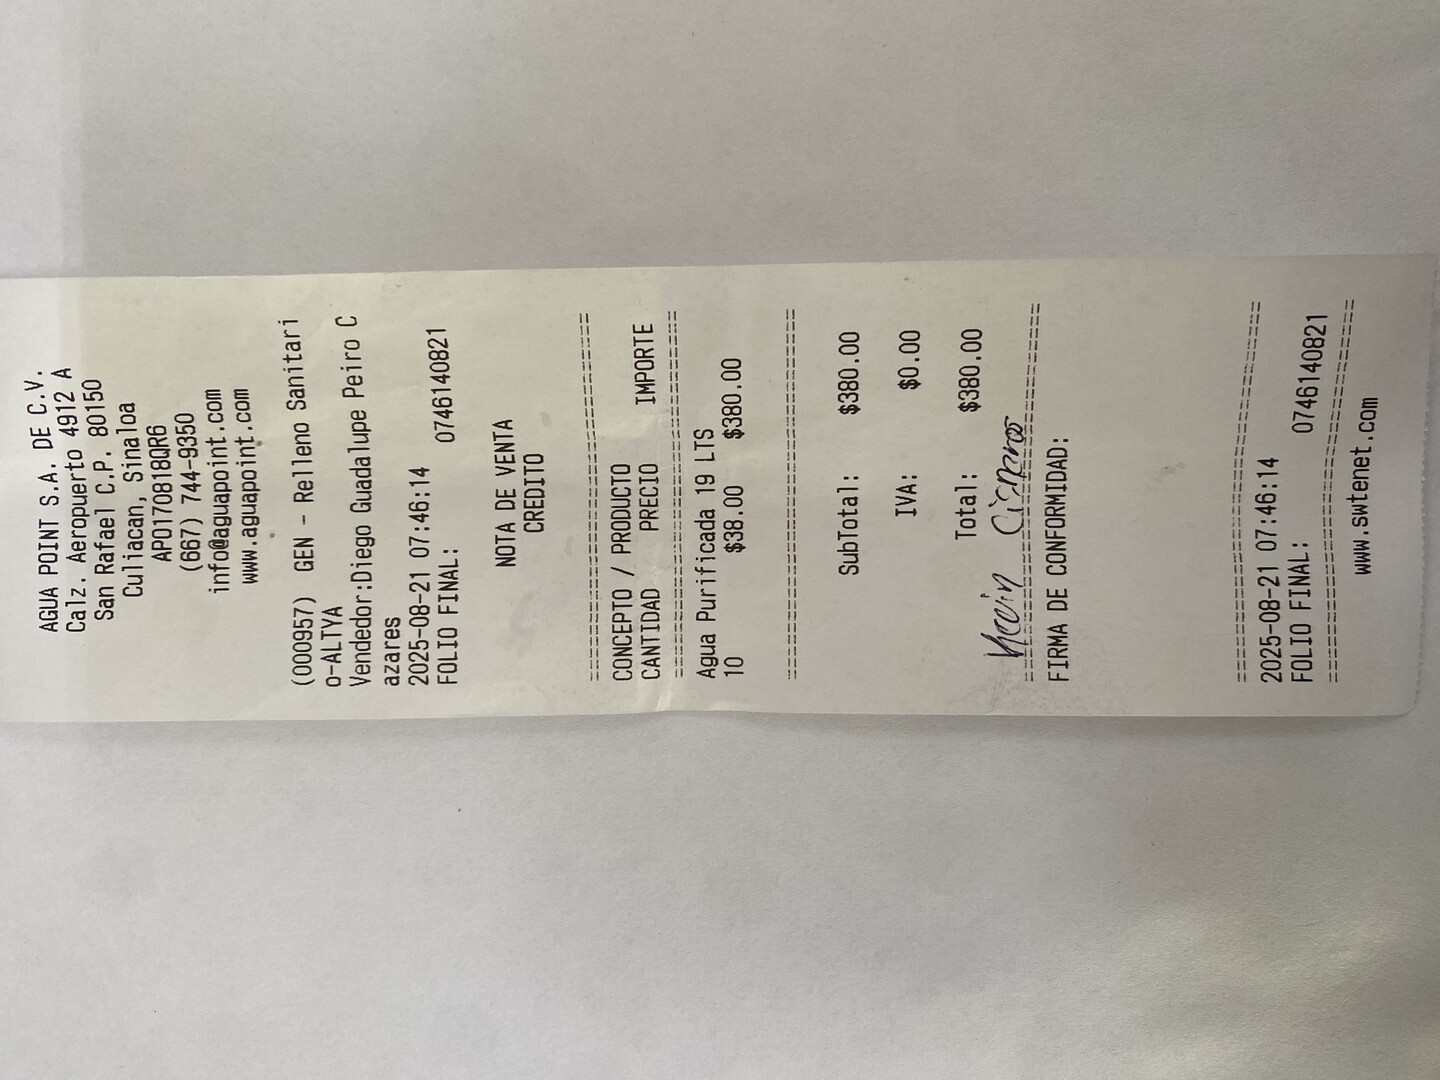 AGUA POINT S.A. DE C.V.
Calz. Aeropuerto 4912 A
San Rafael C.P. 80150
Culiacan, Sinaloa
APO170818QR6
(667) 744-9350
info@aguapoint.com
www.aguapoint.com
(000957) GEN - Relleno Sanitari
o-ALTYA
Vendedor:Diego Guadalupe Peiro C
azares
2025-08-21 07:46:14
FOLIO FINAL: 0746140821
NOTA DE VENTA
CREDITO
===============================
CONCEPTO / PRODUCTO
CANTIDAD PRECIO IMPORTE
===============================
Agua Purificada 19 LTS
10 $38.00 $380.00
===============================
SubTotal: $380.00
IVA: $0.00
Total: $380.00
Kevin Cisneros
===============================
FIRMA DE CONFORMIDAD:
===============================
2025-08-21 07:46:14
FOLIO FINAL: 0746140821
===============================
www.swtenet.com